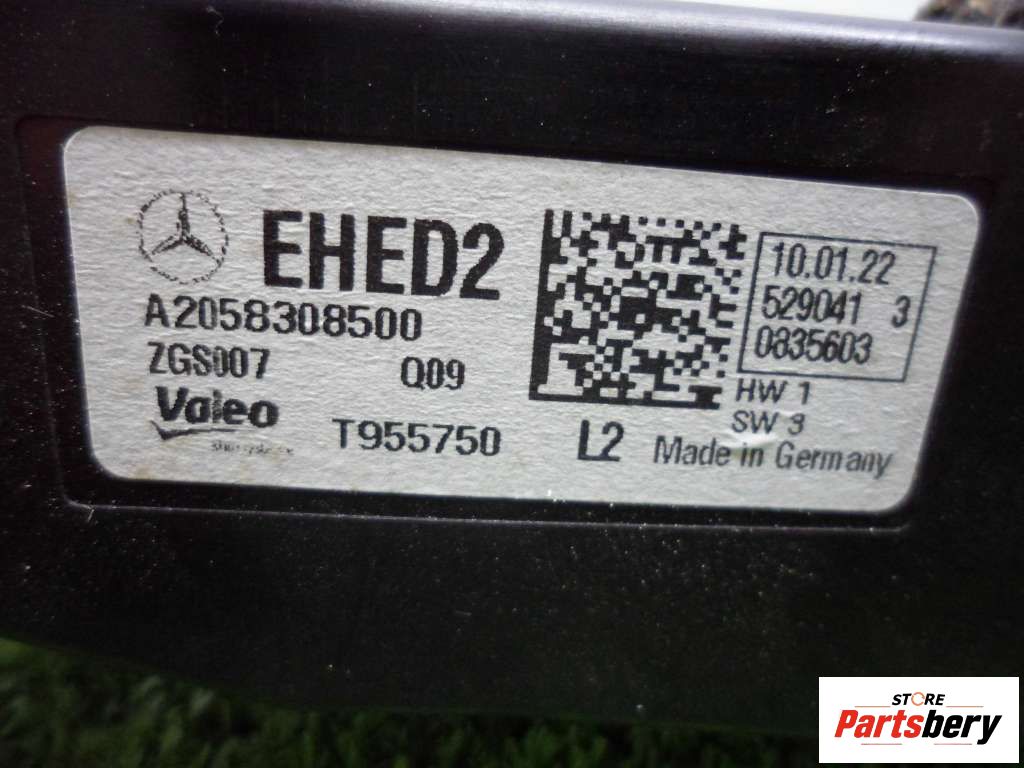 EHED2
A2058308500
ZGS007 Q09
Valeo
T955750 L2
10.01.22
529041 3
0835603
HW 1
SW 3
Made in Germany
STORE
Partsbery